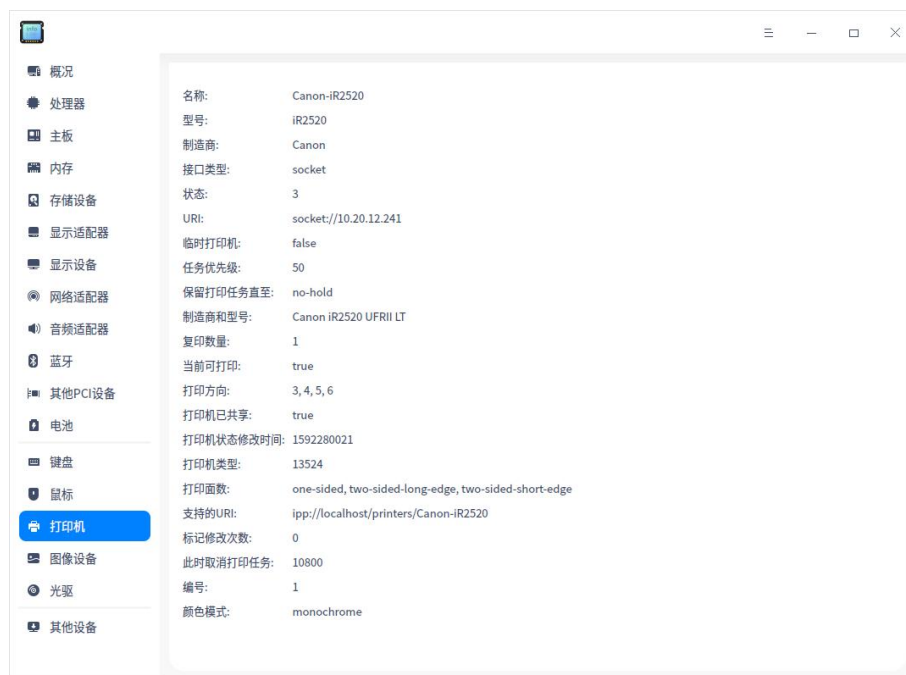 概况
处理器
主板
内存
存储设备
显示适配器
显示设备
网络适配器
音频适配器
蓝牙
其他PCI设备
电池
键盘
鼠标
打印机
图像设备
光驱
其他设备
名称: Canon-iR2520
型号: iR2520
制造商: Canon
接口类型: socket
状态: 3
URI: socket://10.20.12.241
临时打印机: false
任务优先级: 50
保留打印任务直至: no-hold
制造商和型号: Canon iR2520 UFRII LT
复印数量: 1
当前可打印: true
打印方向: 3, 4, 5, 6
打印机已共享: true
打印机状态修改时间: 1592280021
打印机类型: 13524
打印面数: one-sided, two-sided-long-edge, two-sided-short-edge
支持的URI: ipp://localhost/printers/Canon-iR2520
标记修改次数: 0
此时取消打印任务: 10800
编号: 1
颜色模式: monochrome